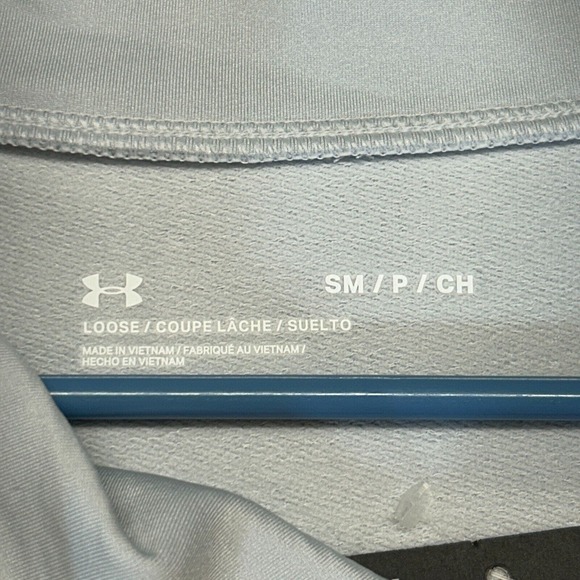 SM / P / CH
LOOSE / COUPE LÂCHE / SUELTO
MADE IN VIETNAM / FABRIQUÉ AU VIETNAM /
HECHO EN VIETNAM